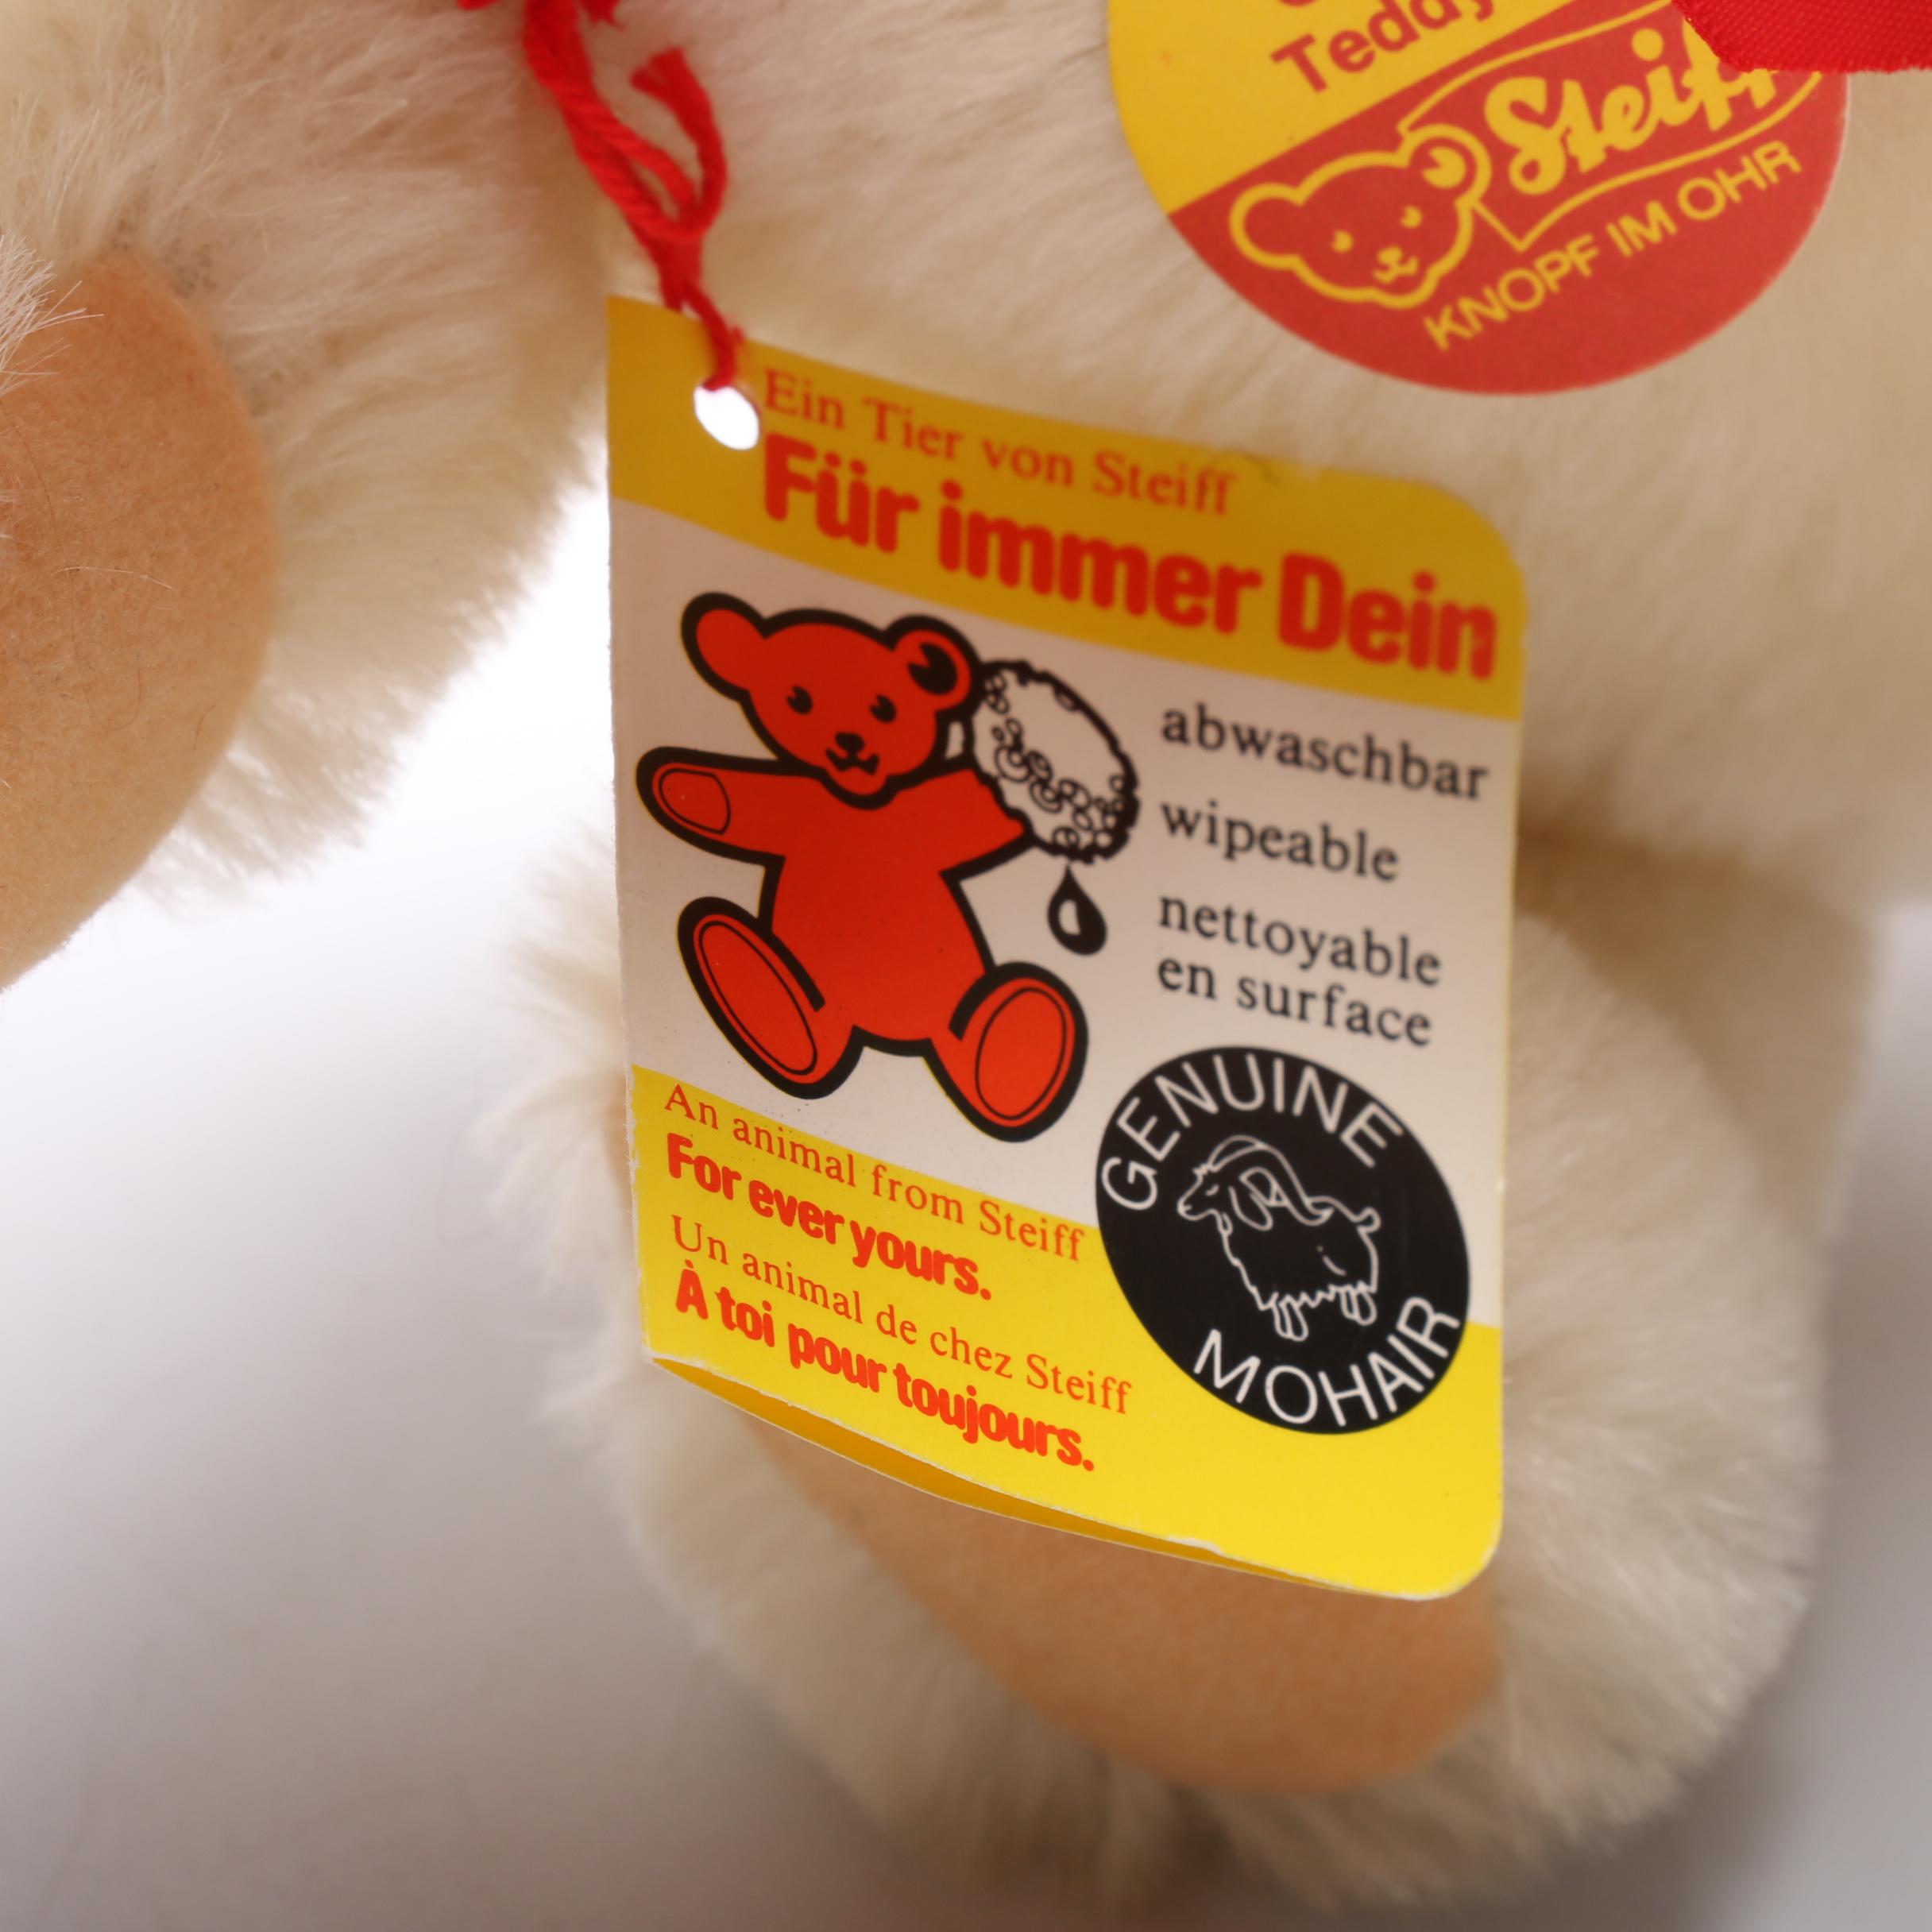 Teddy
Steiff
KNOPF IM OHR
Ein Tier von Steiff
Für immer Dein
abwaschbar
wipeable
nettoyable
en surface
GENUINE
MOHAIR
An animal from Steiff
For ever yours.
Un animal de chez Steiff
À toi pour toujours.